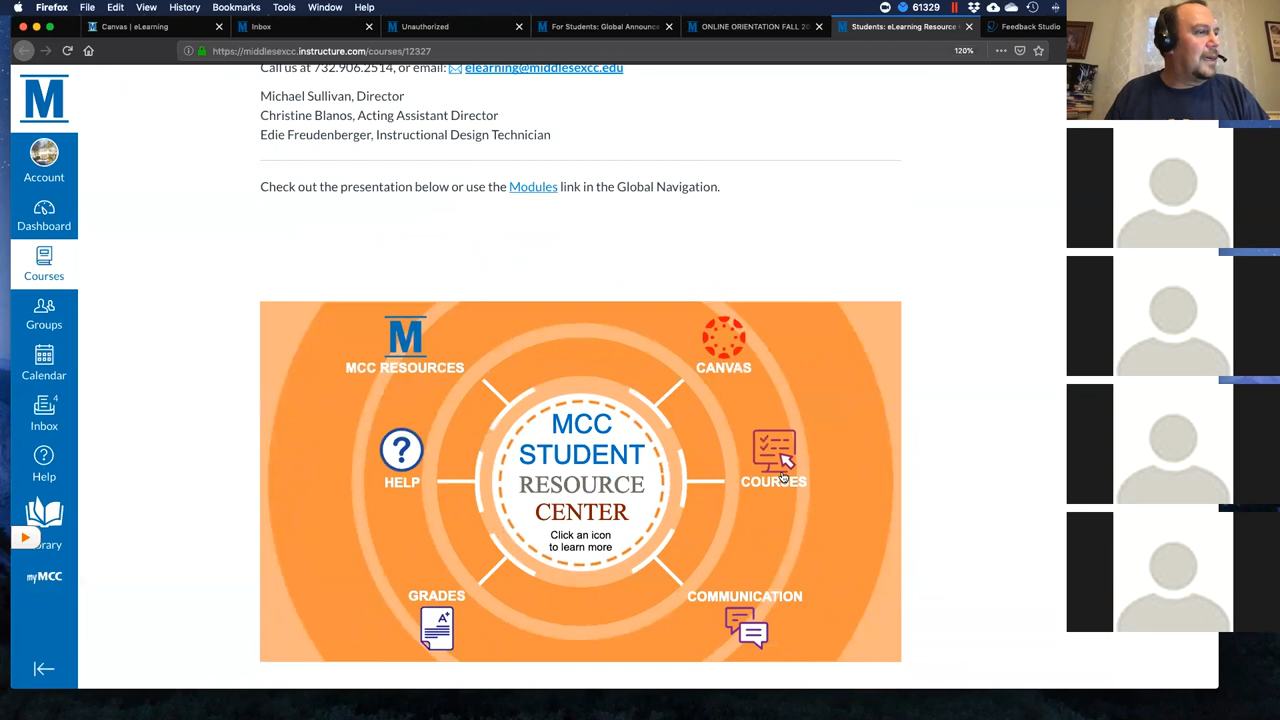 Firefox File Edit View History Bookmarks Tools Window Help 61329
Canvas | eLearning Inbox Unauthorized For Students: Global Announce ONLINE ORIENTATION FALL 20 Students: eLearning Resource Feedback Studio
https://middlesexcc.instructure.com/courses/12327 120%
Call us at 732.906.2514, or email: elearning@middlesexcc.edu
Michael Sullivan, Director
Christine Blanos, Acting Assistant Director
Edie Freudenberger, Instructional Design Technician
Check out the presentation below or use the Modules link in the Global Navigation.
M
Account
Dashboard
Courses
Groups
Calendar
4
Inbox
Help
brary
myMCC
M
MCC RESOURCES
CANVAS
HELP
COURSES
MCC
STUDENT
RESOURCE
CENTER
Click an icon
to learn more
GRADES
A+
COMMUNICATION